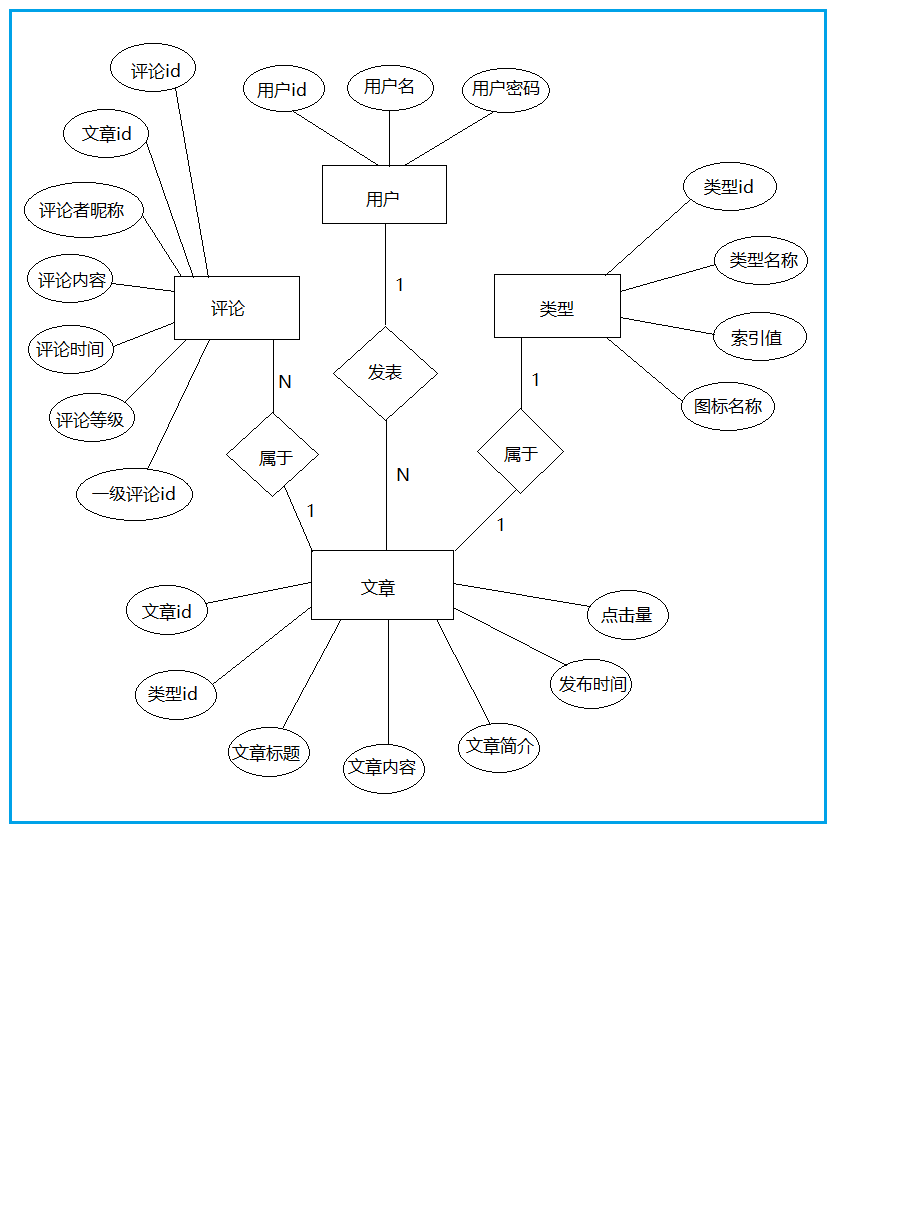 评论id
用户id
用户名
用户密码
文章id
类型id
评论者昵称
用户
类型名称
评论内容
1
评论
类型
索引值
评论时间
N
发表
1
图标名称
评论等级
属于
属于
N
一级评论id
1
1
文章
文章id
点击量
类型id
发布时间
文章标题
文章内容
文章简介